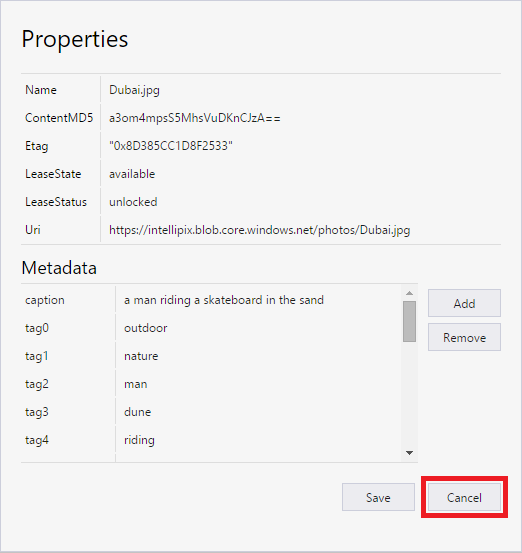 Properties
Name Dubai.jpg
ContentMD5 a3om4mpsS5MhsVuDKnCJzA==
Etag "0x8D385CC1D8F2533"
LeaseState available
LeaseStatus unlocked
Uri https://intellipix.blob.core.windows.net/photos/Dubai.jpg
Metadata
caption a man riding a skateboard in the sand
Add
tag0 outdoor
Remove
tag1 nature
tag2 man
tag3 dune
tag4 riding
Save Cancel